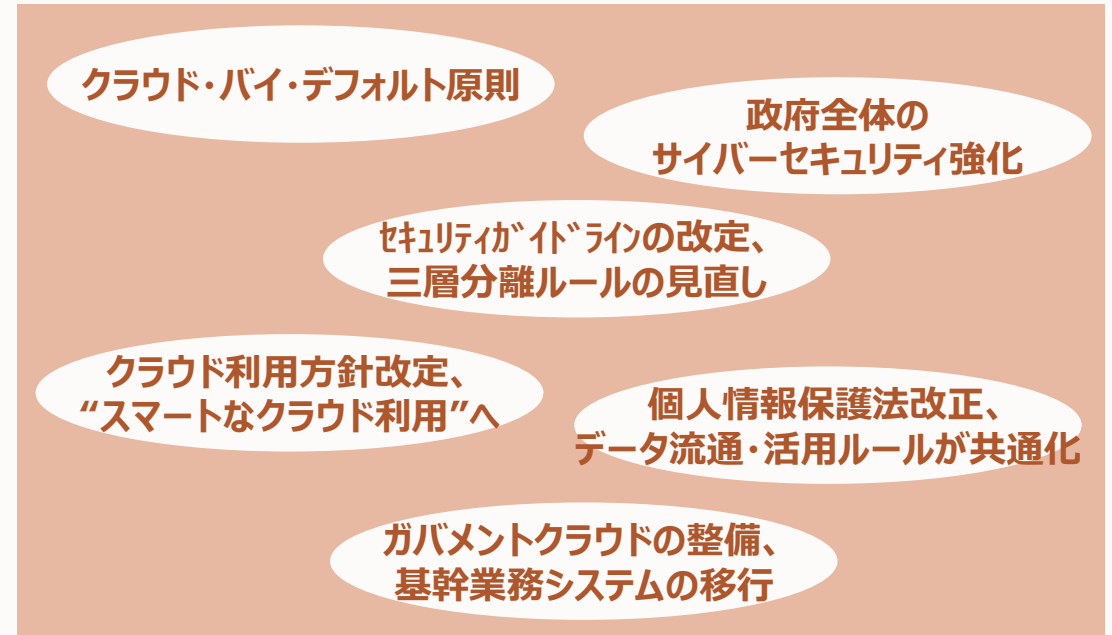 クラウド・バイ・デフォルト原則
政府全体の
サイバーセキュリティ強化
ｾｷｭﾘﾃｨｶﾞｲﾄﾞﾗｲﾝの改定、
三層分離ルールの見直し
クラウド利用方針改定、
“スマートなクラウド利用”へ
個人情報保護法改正、
データ流通・活用ルールが共通化
ガバメントクラウドの整備、
基幹業務システムの移行